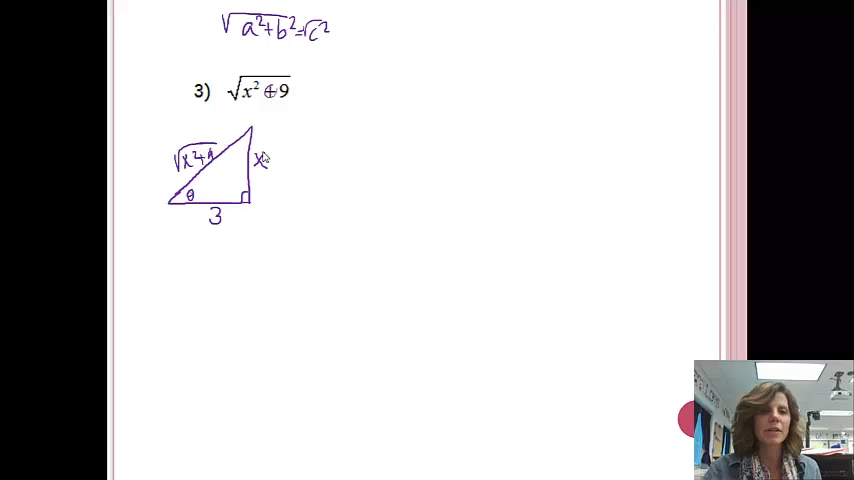 √a²+b²=√c²
3) √x²+9
√x²+9
x
θ
3